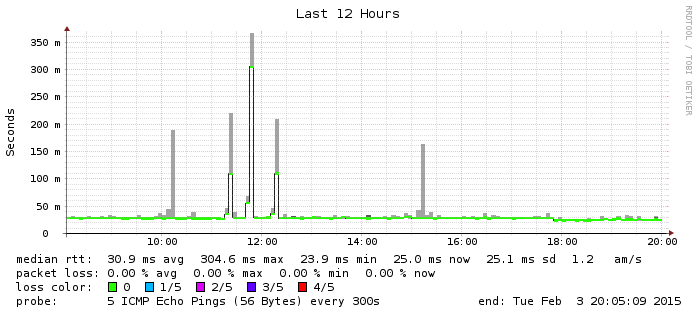 Last 12 Hours
RRDTOOL / TOBI OETIKER
Seconds
350 m
300 m
250 m
200 m
150 m
100 m
50 m
0
10:00 12:00 14:00 16:00 18:00 20:00
median rtt: 30.9 ms avg 304.6 ms max 23.9 ms min 25.0 ms now 25.1 ms sd 1.2 am/s
packet loss: 0.00 % avg 0.00 % max 0.00 % min 0.00 % now
loss color: 0 1/5 2/5 3/5 4/5
probe: 5 ICMP Echo Pings (56 Bytes) every 300s end: Tue Feb 3 20:05:09 2015